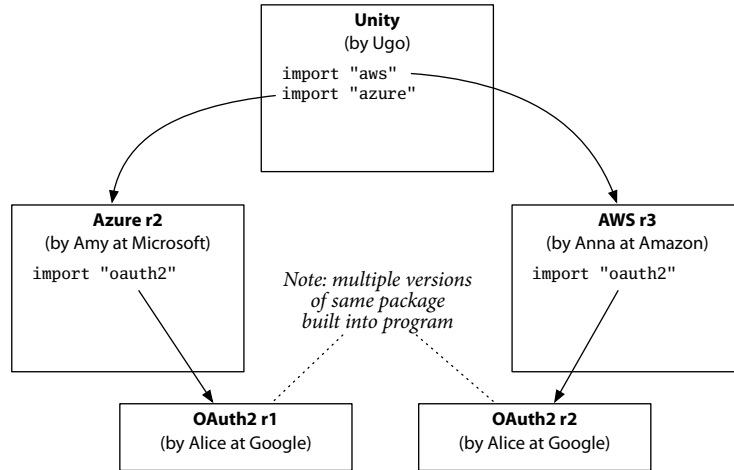 Unity
(by Ugo)
import "aws"
import "azure"
Azure r2
(by Amy at Microsoft)
import "oauth2"
AWS r3
(by Anna at Amazon)
import "oauth2"
Note: multiple versions
of same package
built into program
OAuth2 r1
(by Alice at Google)
OAuth2 r2
(by Alice at Google)